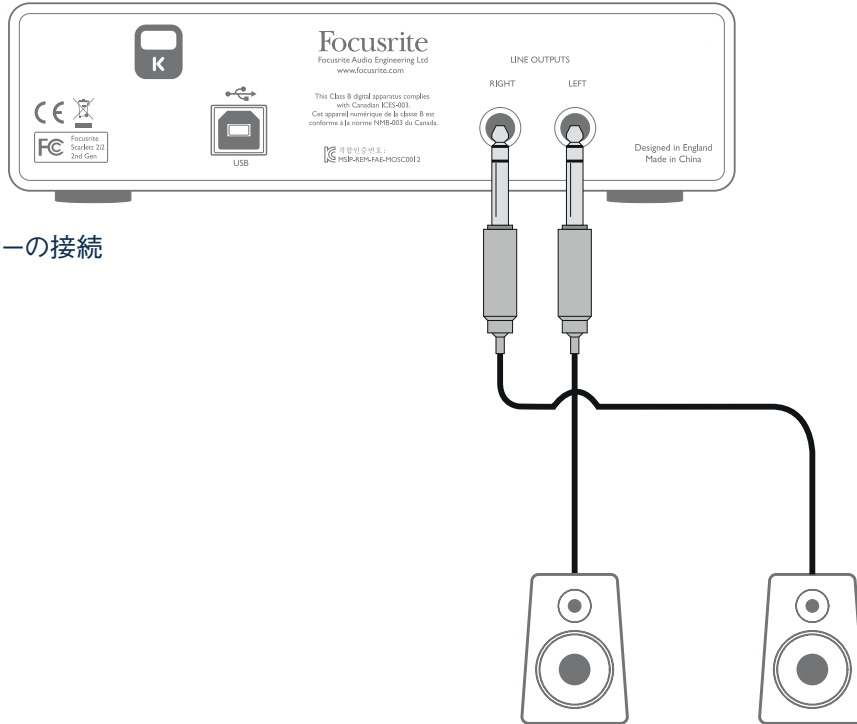 K
Focusrite
Focusrite Audio Engineering Ltd
www.focusrite.com
This Class B digital apparatus complies
with Canadian ICES-003.
Cet appareil numérique de la classe B est
conforme à la norme NMB-003 du Canada.
적합인증번호:
MSIP-REM-FAE-MOSC0012
CE
FC
Focusrite
Scarlett 2i2
2nd Gen
USB
LINE OUTPUTS
RIGHT
LEFT
Designed in England
Made in China
ーの接続